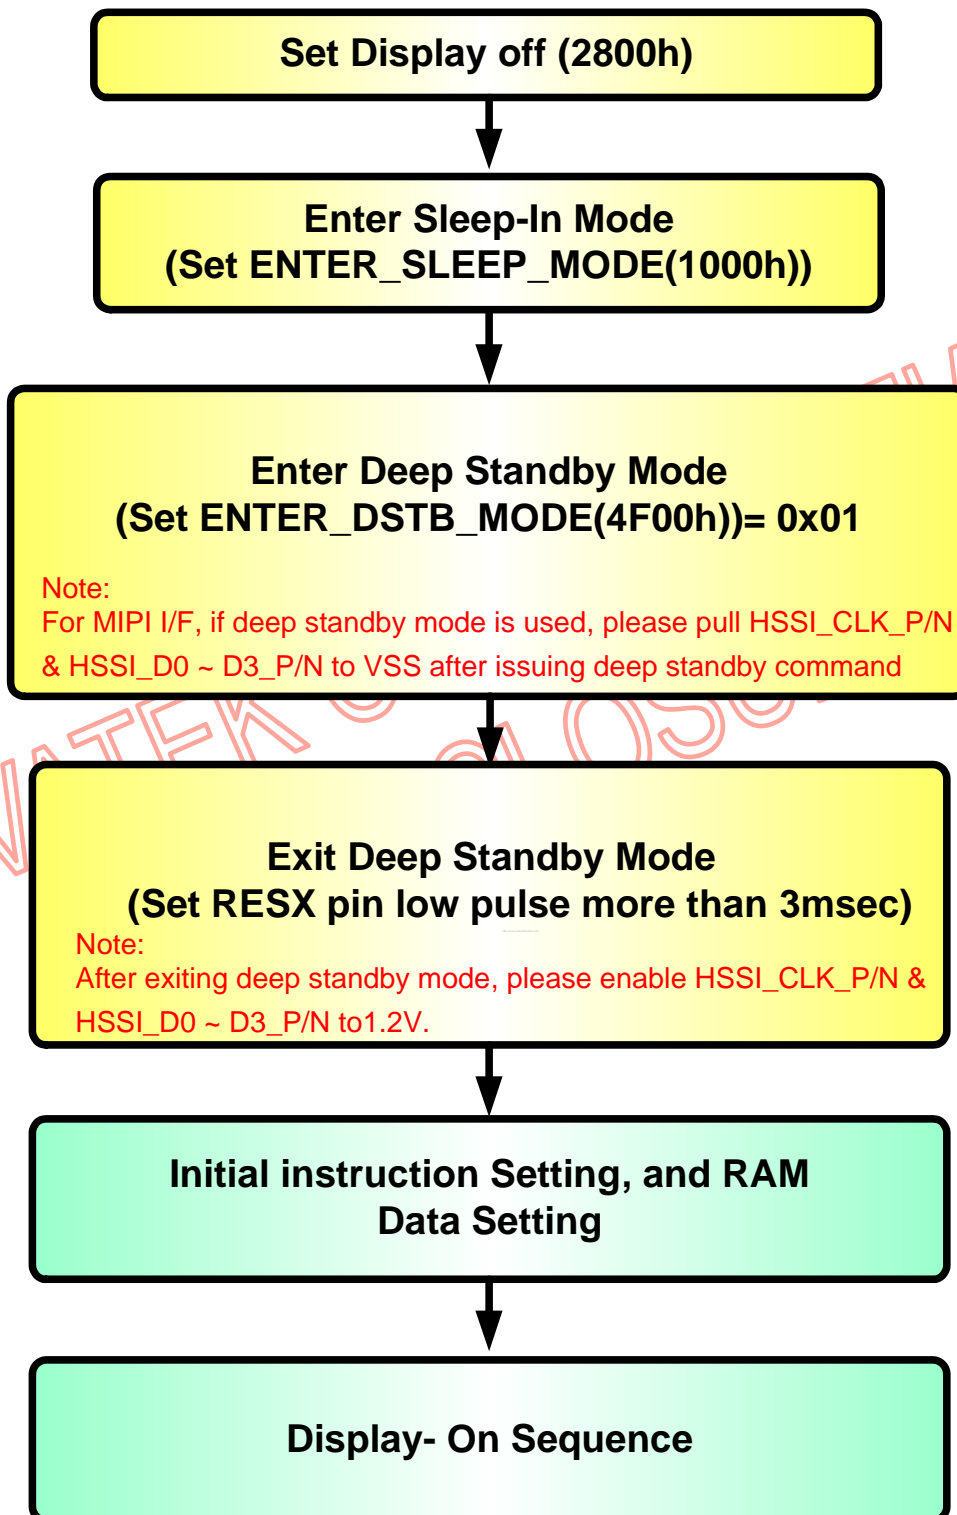 Set Display off (2800h)
Enter Sleep-In Mode
(Set ENTER_SLEEP_MODE(1000h))
Enter Deep Standby Mode
(Set ENTER_DSTB_MODE(4F00h))= 0x01
Note:
For MIPI I/F, if deep standby mode is used, please pull HSSI_CLK_P/N
& HSSI_D0 ~ D3_P/N to VSS after issuing deep standby command
Exit Deep Standby Mode
(Set RESX pin low pulse more than 3msec)
Note:
After exiting deep standby mode, please enable HSSI_CLK_P/N &
HSSI_D0 ~ D3_P/N to1.2V.
Initial instruction Setting, and RAM
Data Setting
Display- On Sequence